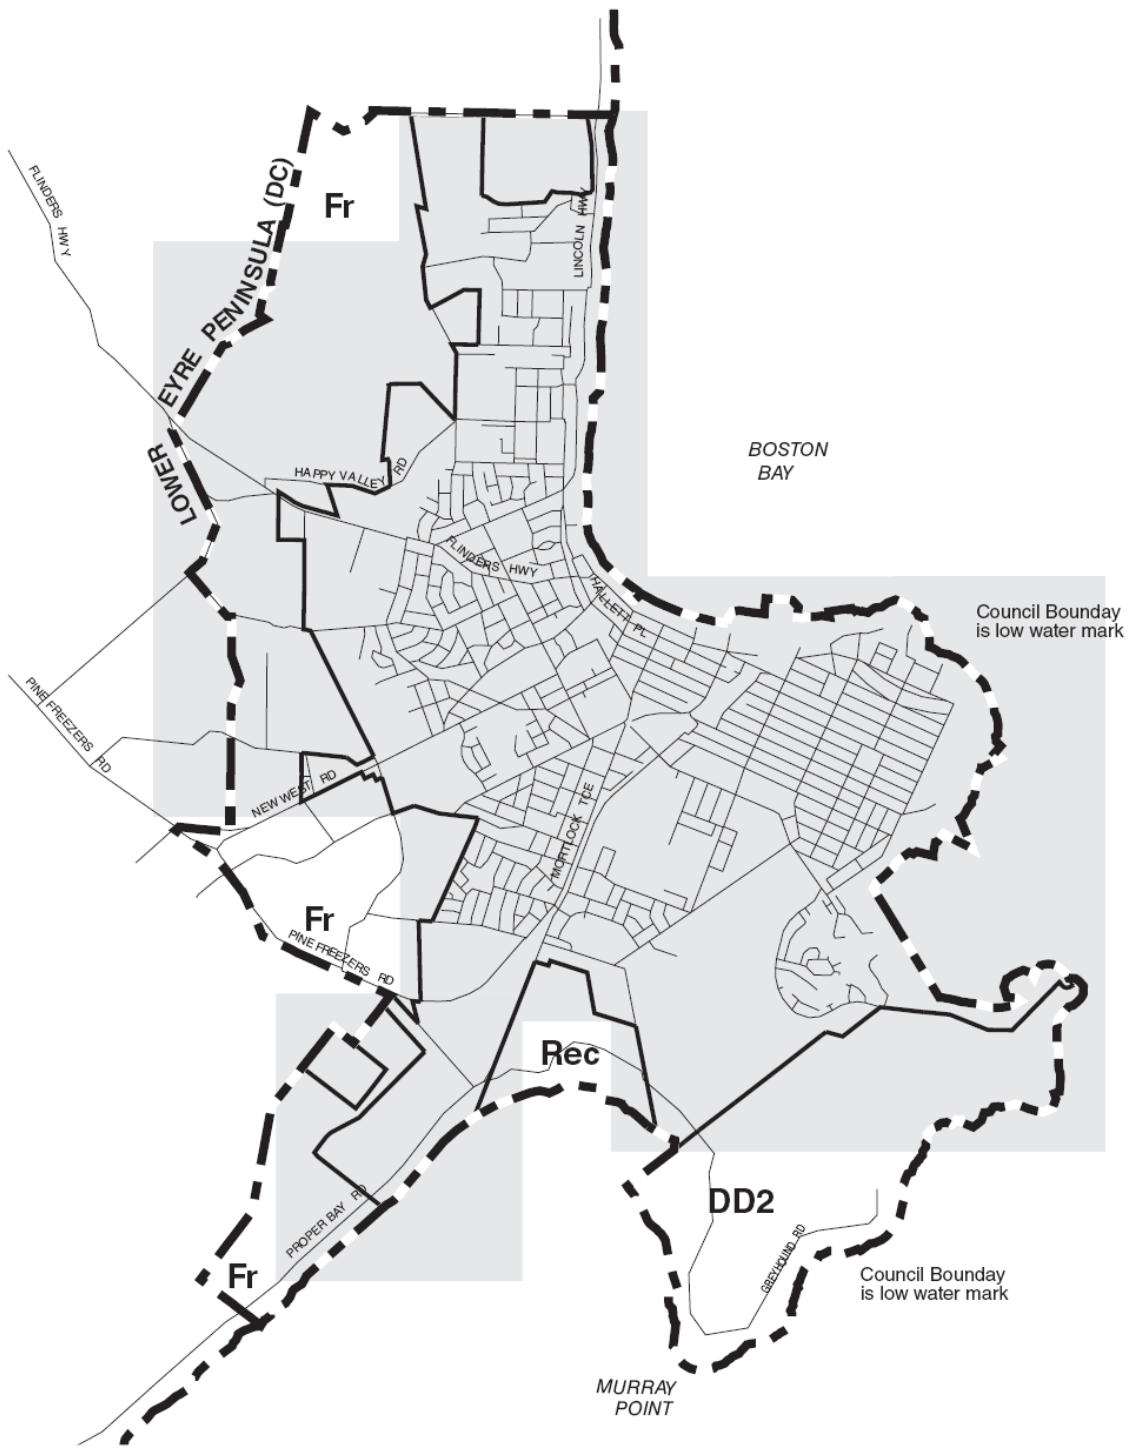 FLINDERS HWY
LOWER EYRE PENINSULA (DC)
Fr
LINCOLN HWY
BOSTON
BAY
HAPPY VALLEY RD
FLINDERS HWY
HALLETT PL
Council Bounday
is low water mark
PINE FREEZERS RD
NEW WEST RD
MORTLOCK TCE
Fr
PINE FREEZERS RD
Rec
DD2
PROPER BAY RD
GREYHOUND RD
Fr
Council Bounday
is low water mark
MURRAY
POINT